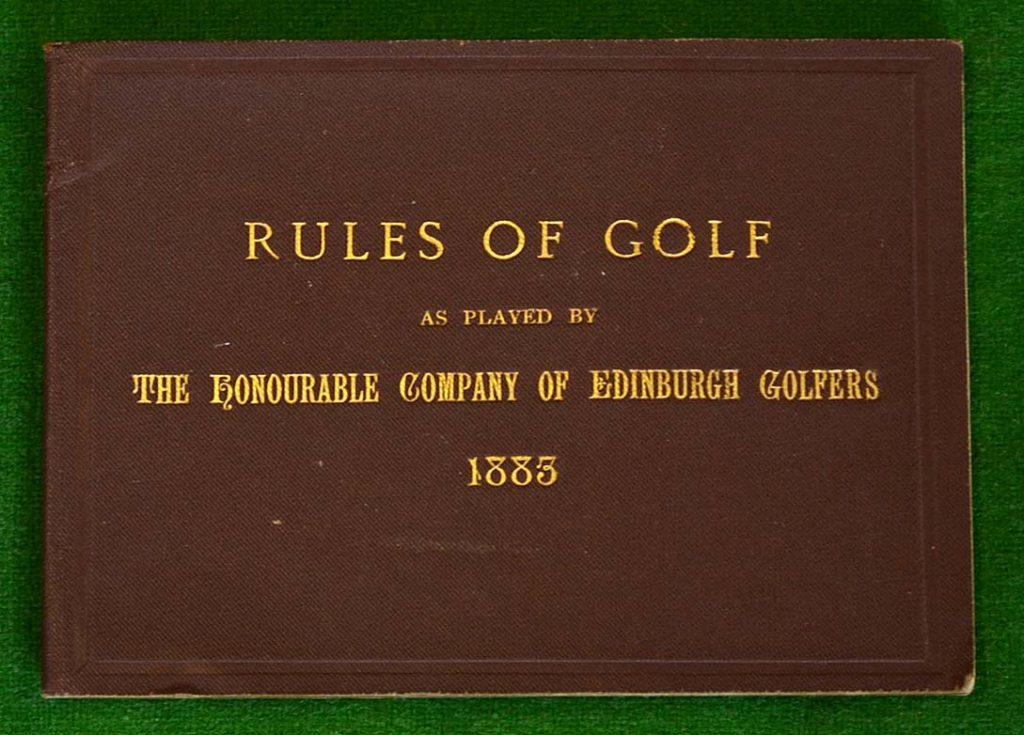 RULES OF GOLF
AS PLAYED BY
THE HONOURABLE COMPANY OF EDINBURGH GOLFERS
1883